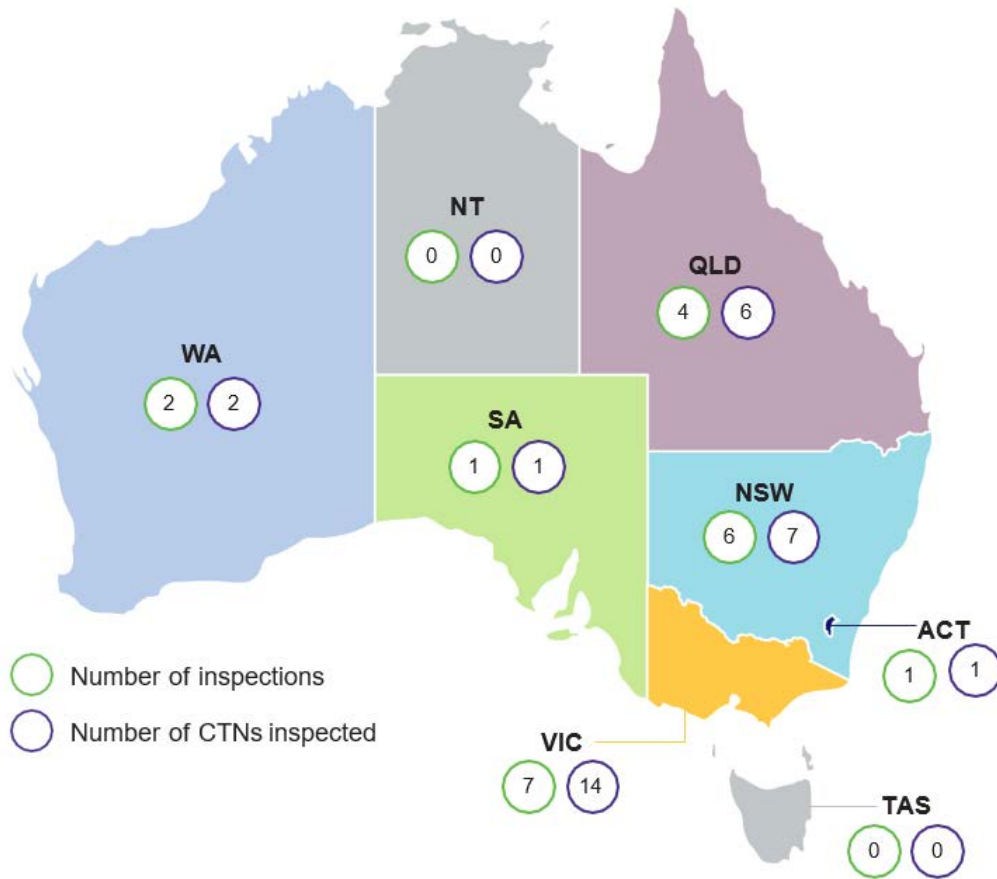 NT
0 0
QLD
4 6
WA
2 2
SA
1 1
NSW
6 7
ACT
1 1
Number of inspections
Number of CTNs inspected
VIC
7 14
TAS
0 0